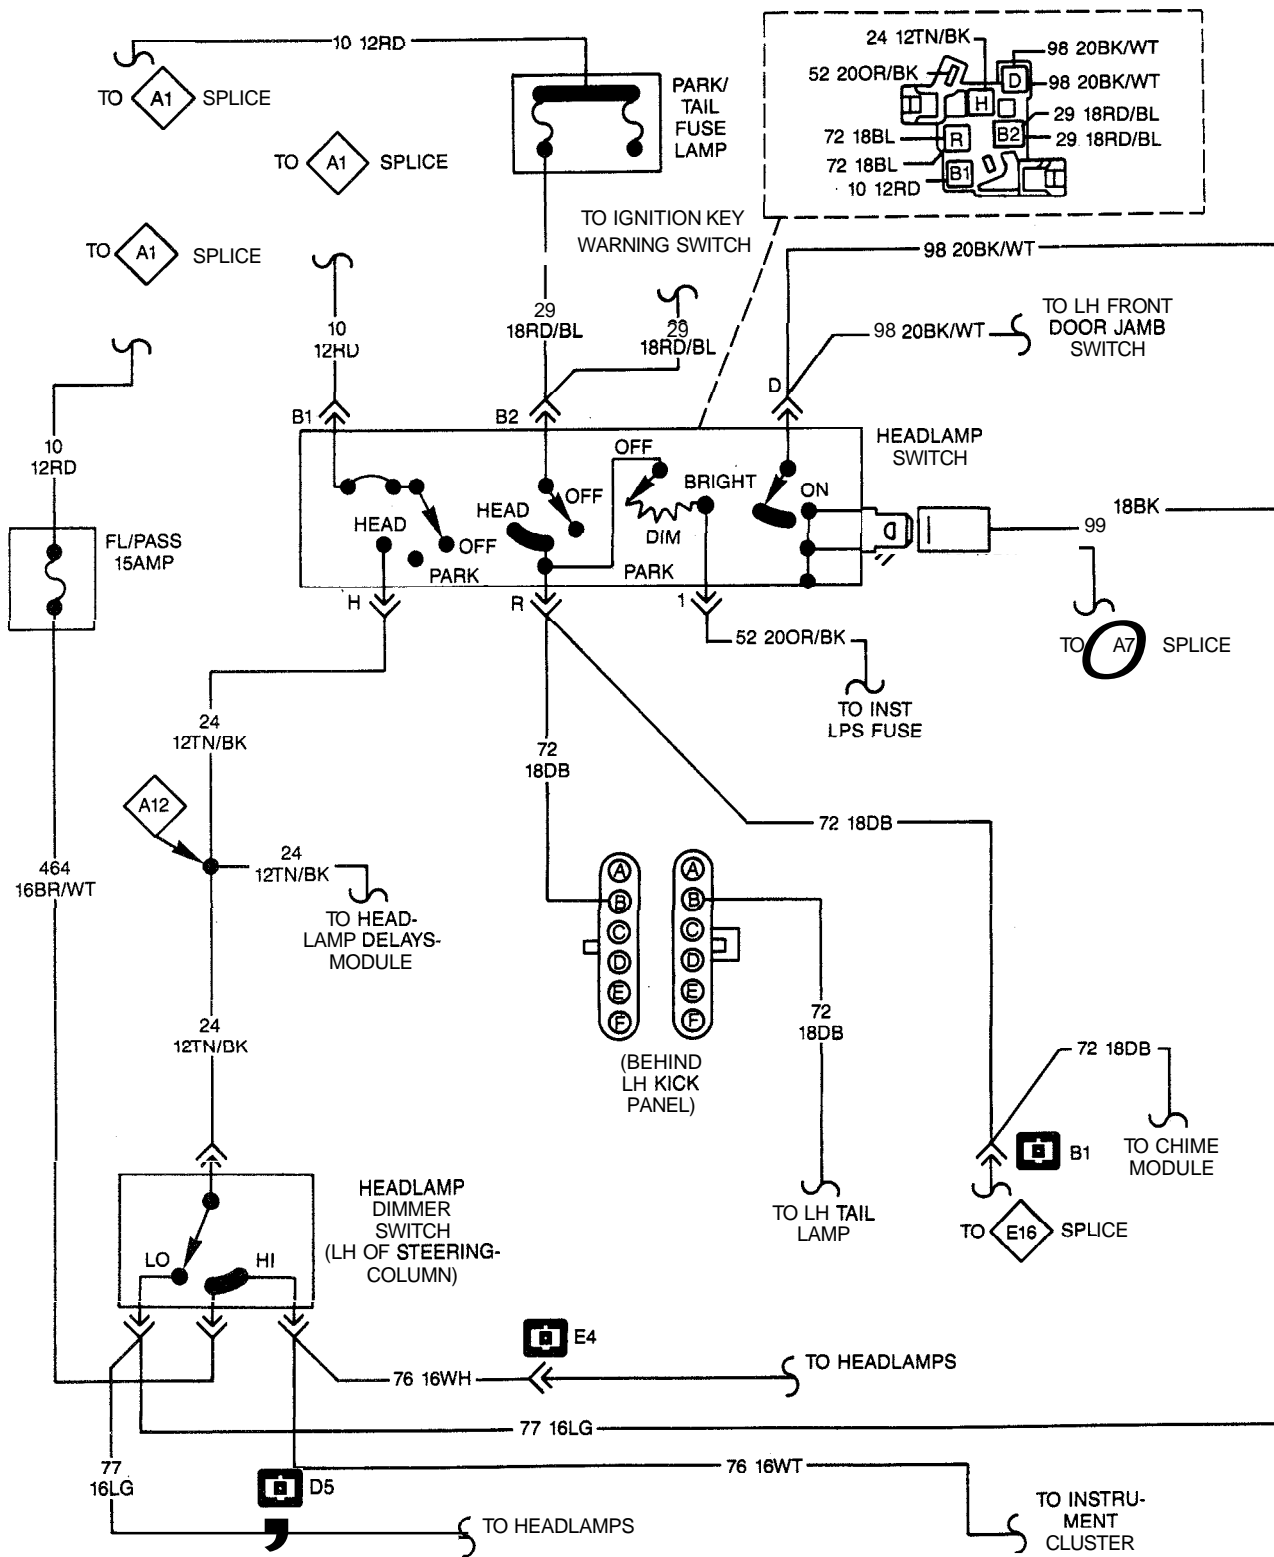 10 12RD
TO A1 SPLICE
TO A1 SPLICE
TO A1 SPLICE
PARK/
TAIL
FUSE
LAMP
24 12TN/BK
52 20OR/BK
98 20BK/WT
98 20BK/WT
D
H
29 18RD/BL
72 18BL
R
B2
29 18RD/BL
72 18BL
B1
10 12RD
TO IGNITION KEY
WARNING SWITCH
98 20BK/WT
10
12RD
29
18RD/BL
29
18RD/BL
98 20BK/WT
TO LH FRONT
DOOR JAMB
SWITCH
B1
B2
D
10
12RD
HEADLAMP
SWITCH
OFF
BRIGHT
ON
OFF
HEAD
HEAD
OFF
DIM
PARK
PARK
18BK
99
FL/PASS
15AMP
H
R
1
52 20OR/BK
TO A7 SPLICE
TO INST
LPS FUSE
24
12TN/BK
72
18DB
A12
72 18DB
464
16BR/WT
24
12TN/BK
TO HEAD-
LAMP DELAYS-
MODULE
A
B
C
D
E
F
A
B
C
D
E
F
(BEHIND
LH KICK
PANEL)
72
18DB
24
12TN/BK
72 18DB
TO CHIME
MODULE
B1
TO LH TAIL
LAMP
TO E16 SPLICE
HEADLAMP
DIMMER
SWITCH
(LH OF STEERING-
COLUMN)
LO
HI
E4
76 16WH
TO HEADLAMPS
77 16LG
77
16LG
D5
76 16WT
TO HEADLAMPS
TO INSTRU-
MENT
CLUSTER